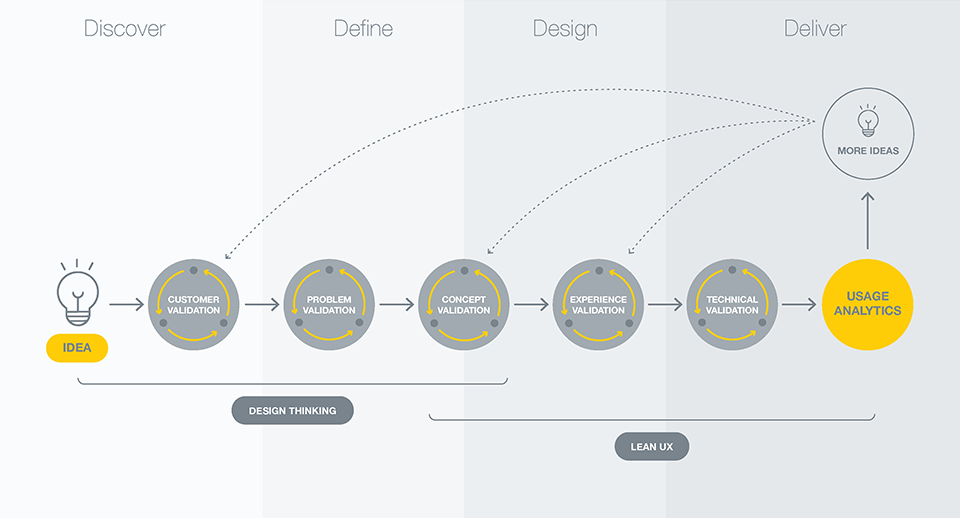 Discover
Define
Design
Deliver
MORE IDEAS
IDEA
CUSTOMER
VALIDATION
PROBLEM
VALIDATION
CONCEPT
VALIDATION
EXPERIENCE
VALIDATION
TECHNICAL
VALIDATION
USAGE
ANALYTICS
DESIGN THINKING
LEAN UX